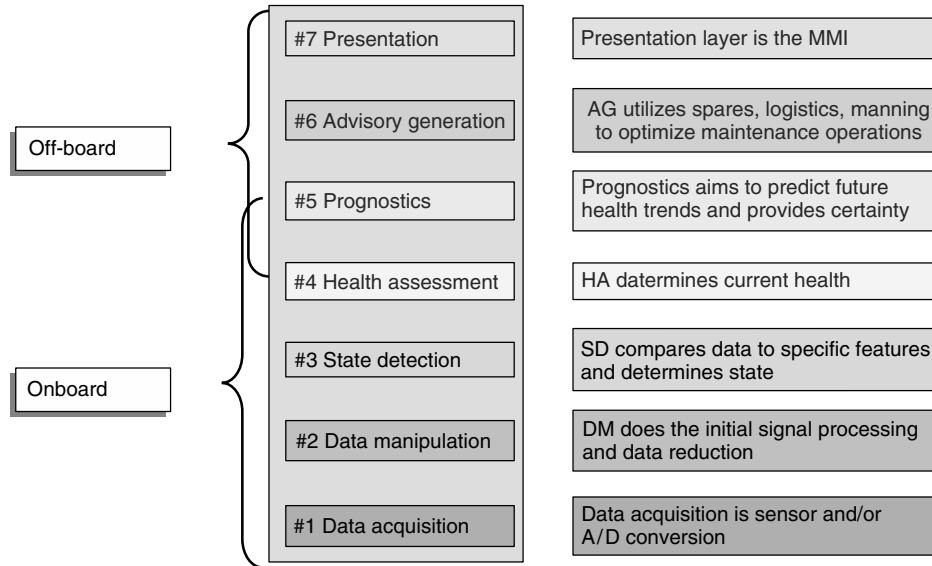 #7 Presentation
Presentation layer is the MMI
#6 Advisory generation
AG utilizes spares, logistics, manning
to optimize maintenance operations
Off-board
#5 Prognostics
Prognostics aims to predict future
health trends and provides certainty
#4 Health assessment
HA datermines current health
#3 State detection
SD compares data to specific features
and determines state
Onboard
#2 Data manipulation
DM does the initial signal processing
and data reduction
#1 Data acquisition
Data acquisition is sensor and/or
A/D conversion